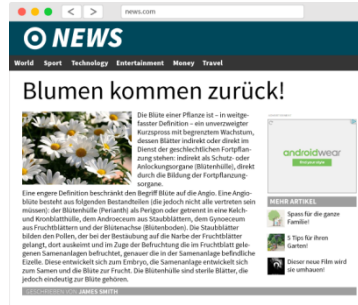 news.com
NEWS
World Sport Technology Entertainment Money Travel
Blumen kommen zurück!
Die Blüte einer Pflanze ist – in weitge-
fasster Definition – ein unverzweigter
Kurzspross mit begrenztem Wachstum,
dessen Blätter indirekt oder direkt im
Dienst der geschlechtlichen Fortpflan-
zung stehen: indirekt als Schutz- oder
Anlockungsorgane (Blütenhülle), direkt
durch die Bildung der Fortpflanzung-
sorgane.
Eine engere Definition beschränkt den Begriff Blüte auf die Angio. Eine Angio-
blüte besteht aus folgenden Bestandteilen (die jedoch nicht alle vertreten sein
müssen): der Blütenhülle (Perianth) als Perigon oder getrennt in eine Kelch-
und Kronblatthülle, dem Androeceum aus Staubblättern, dem Gynoeceum
aus Fruchtblättern und der Blütenachse (Blütenboden). Die Staubblätter
bilden den Pollen, der bei der Bestäubung auf die Narbe der Fruchtblätter
gelangt, dort auskeimt und im Zuge der Befruchtung die im Fruchtblatt gele-
genen Samenanlagen befruchtet, genauer die in der Samenanlage befindliche
Eizelle. Diese entwickelt sich zum Embryo, die Samenanlage entwickelt sich
zum Samen und die Blüte zur Frucht. Die Blütenhülle sind sterile Blätter, die
jedoch eindeutig zur Blüte gehören.
GESCHRIEBEN VON JAMES SMITH
androidwear
MEHR ARTIKEL
Spass für die ganze
Familie!
5 Tips für ihren
Garten!
Dieser neue Film wird
sie umhauen!